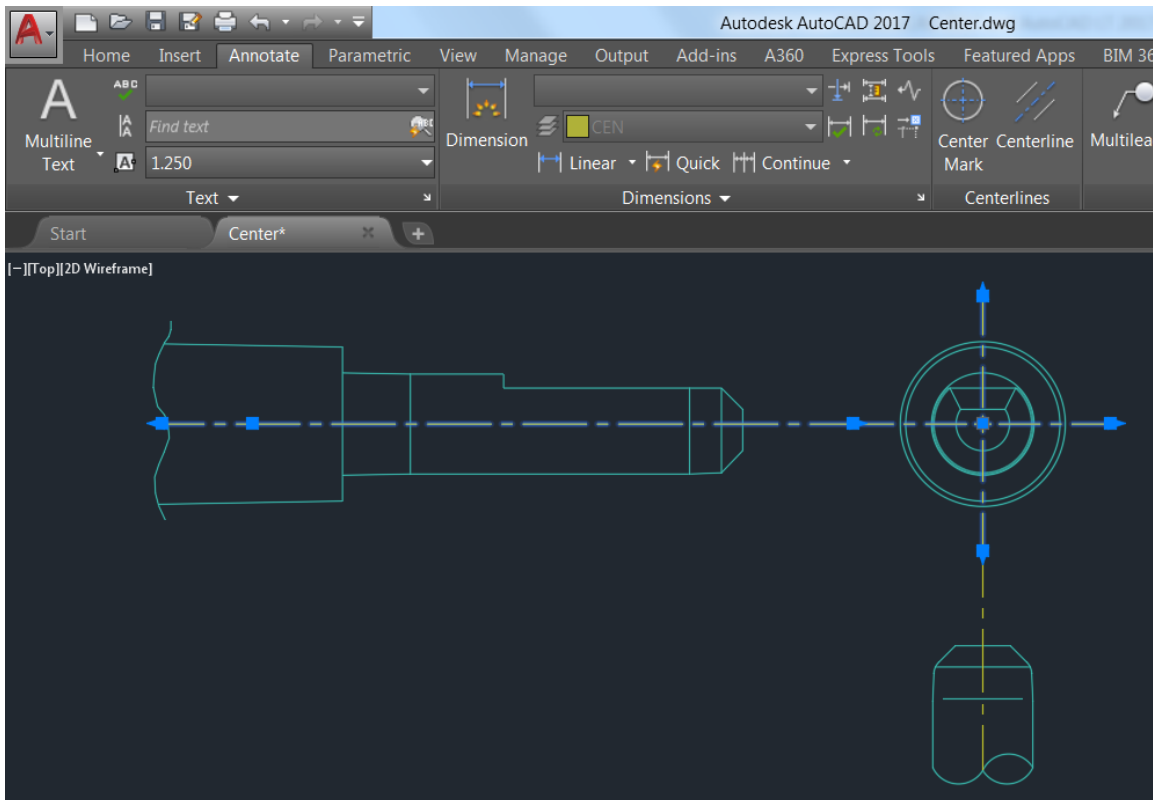 Autodesk AutoCAD 2017 Center.dwg
Home Insert Annotate Parametric View Manage Output Add-ins A360 Express Tools Featured Apps BIM 36
A ABC
Multiline Text
Find text
1.250
Text
Dimension
CEN
Linear Quick Continue
Dimensions
Center Mark
Centerline
Centerlines
Multilea
Start Center*
[−][Top][2D Wireframe]